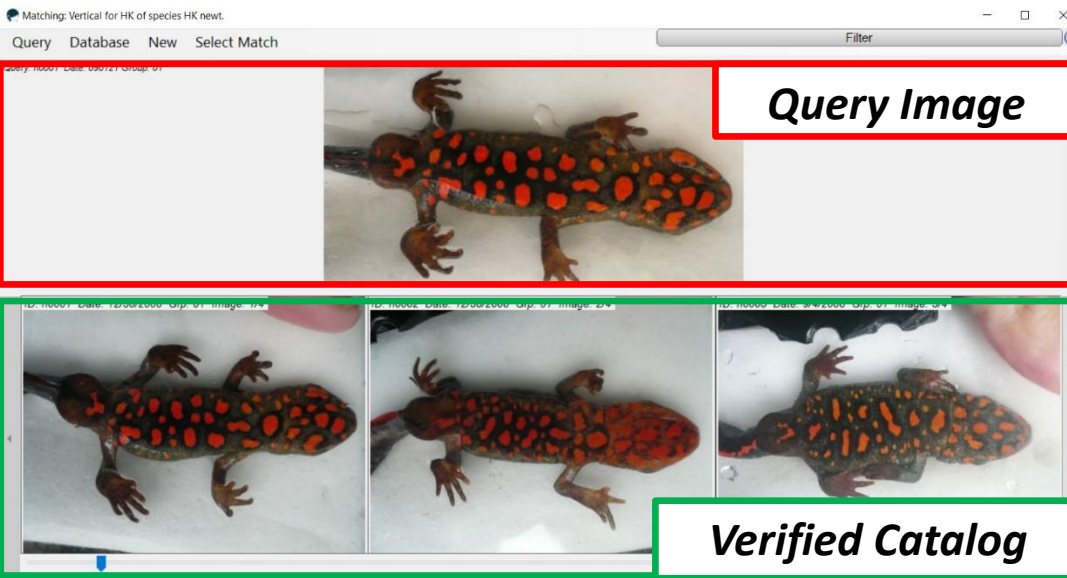 Matching: Vertical for HK of species HK newt.
Query Database New Select Match
Filter
Query Image
Verified Catalog